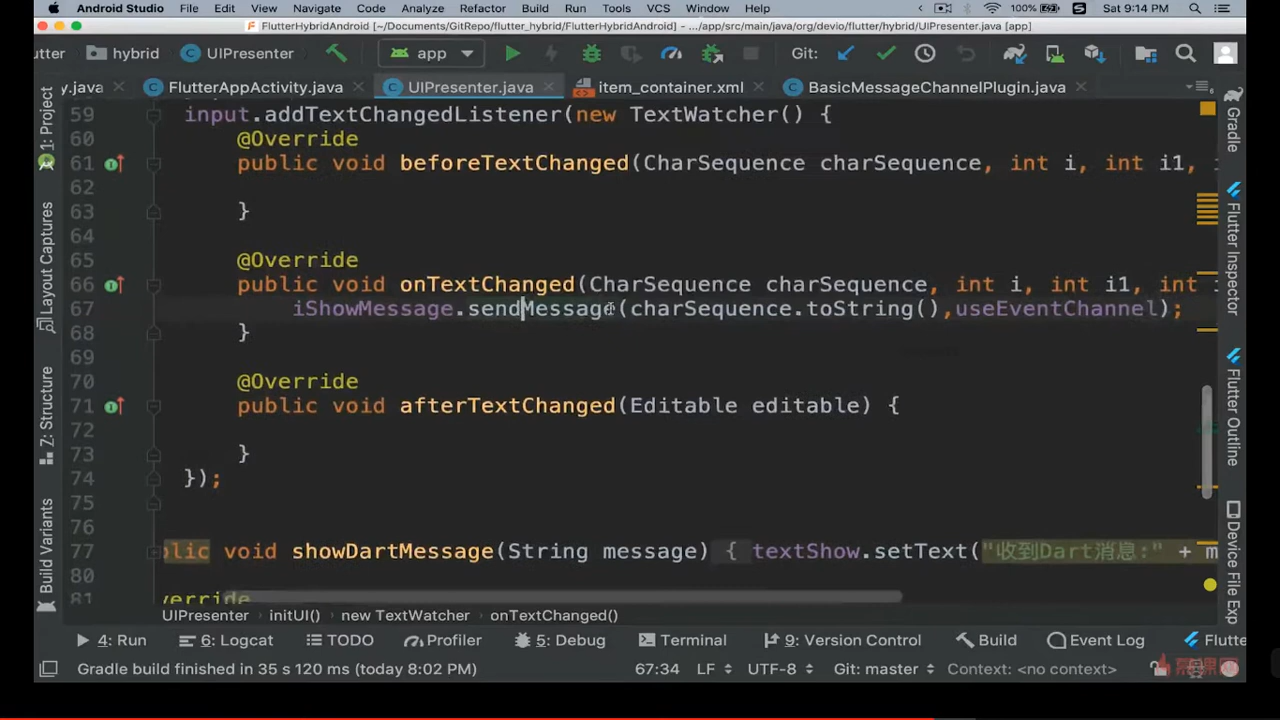 Android Studio File Edit View Navigate Code Analyze Refactor Build Run Tools VCS Window Help 100% Sat 9:14 PM
FlutterHybridAndroid [~/Documents/GitRepo/flutter_hybrid/FlutterHybridAndroid] - .../app/src/main/java/org/devio/flutter/hybrid/UIPresenter.java [app]
utter hybrid UIPresenter app Git:
y.java FlutterAppActivity.java UIPresenter.java item_container.xml BasicMessageChannelPlugin.java
1: Project
Layout Captures
Z: Structure
Build Variants
59 input.addTextChangedListener(new TextWatcher() {
60 @Override
61 public void beforeTextChanged(CharSequence charSequence, int i, int i1, i
62
63 }
64
65 @Override
66 public void onTextChanged(CharSequence charSequence, int i, int i1, int
67 iShowMessage.sendMessage(charSequence.toString(),useEventChannel);
68 }
69
70 @Override
71 public void afterTextChanged(Editable editable) {
72
73 }
74 });
75
76
77 blic void showDartMessage(String message) { textShow.setText("收到Dart消息:" + m
80
81 verride
Gradle
Flutter Inspector
Flutter Outline
Device File Exp
UIPresenter initUI() new TextWatcher onTextChanged()
4: Run 6: Logcat TODO Profiler 5: Debug Terminal 9: Version Control Build Event Log Flutte
Gradle build finished in 35 s 120 ms (today 8:02 PM) 67:34 LF UTF-8 Git: master Context: <no context>